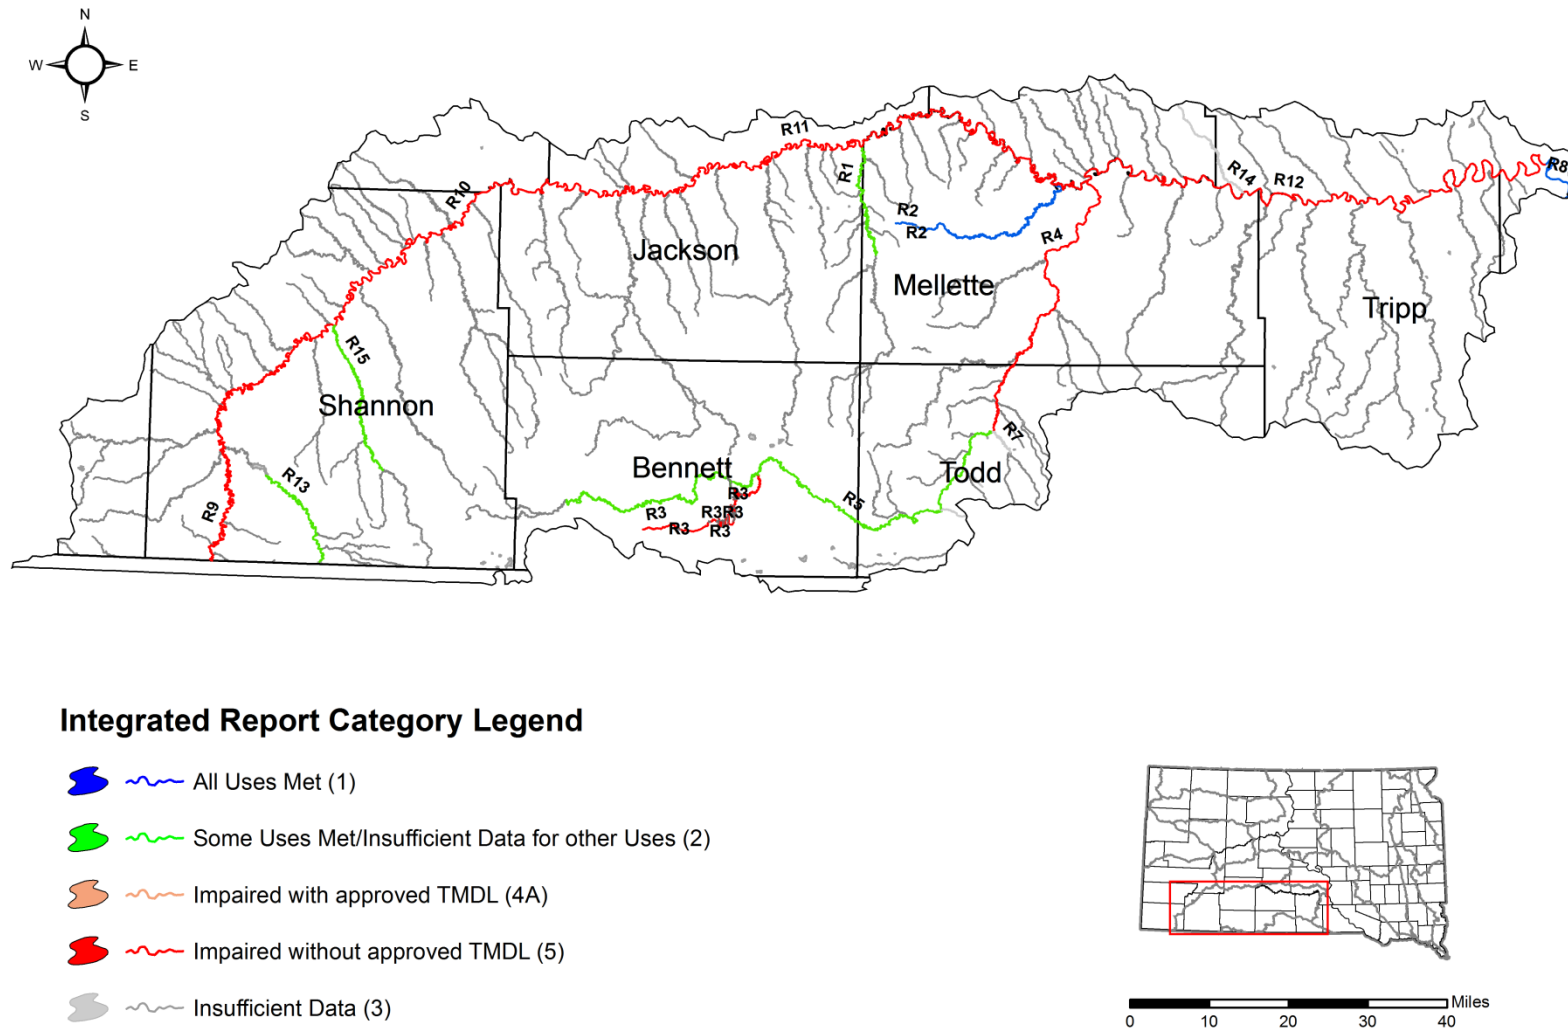 N
W E
S
R11
R10
R1
R2
R2
R4
R14
R12
R8
Jackson
Mellette
Tripp
R15
Shannon
R7
Bennett
Todd
R13
R9
R3
R5
R3
R3R3
R3
R3
Integrated Report Category Legend
All Uses Met (1)
Some Uses Met/Insufficient Data for other Uses (2)
Impaired with approved TMDL (4A)
Impaired without approved TMDL (5)
Insufficient Data (3)
Miles
0 10 20 30 40